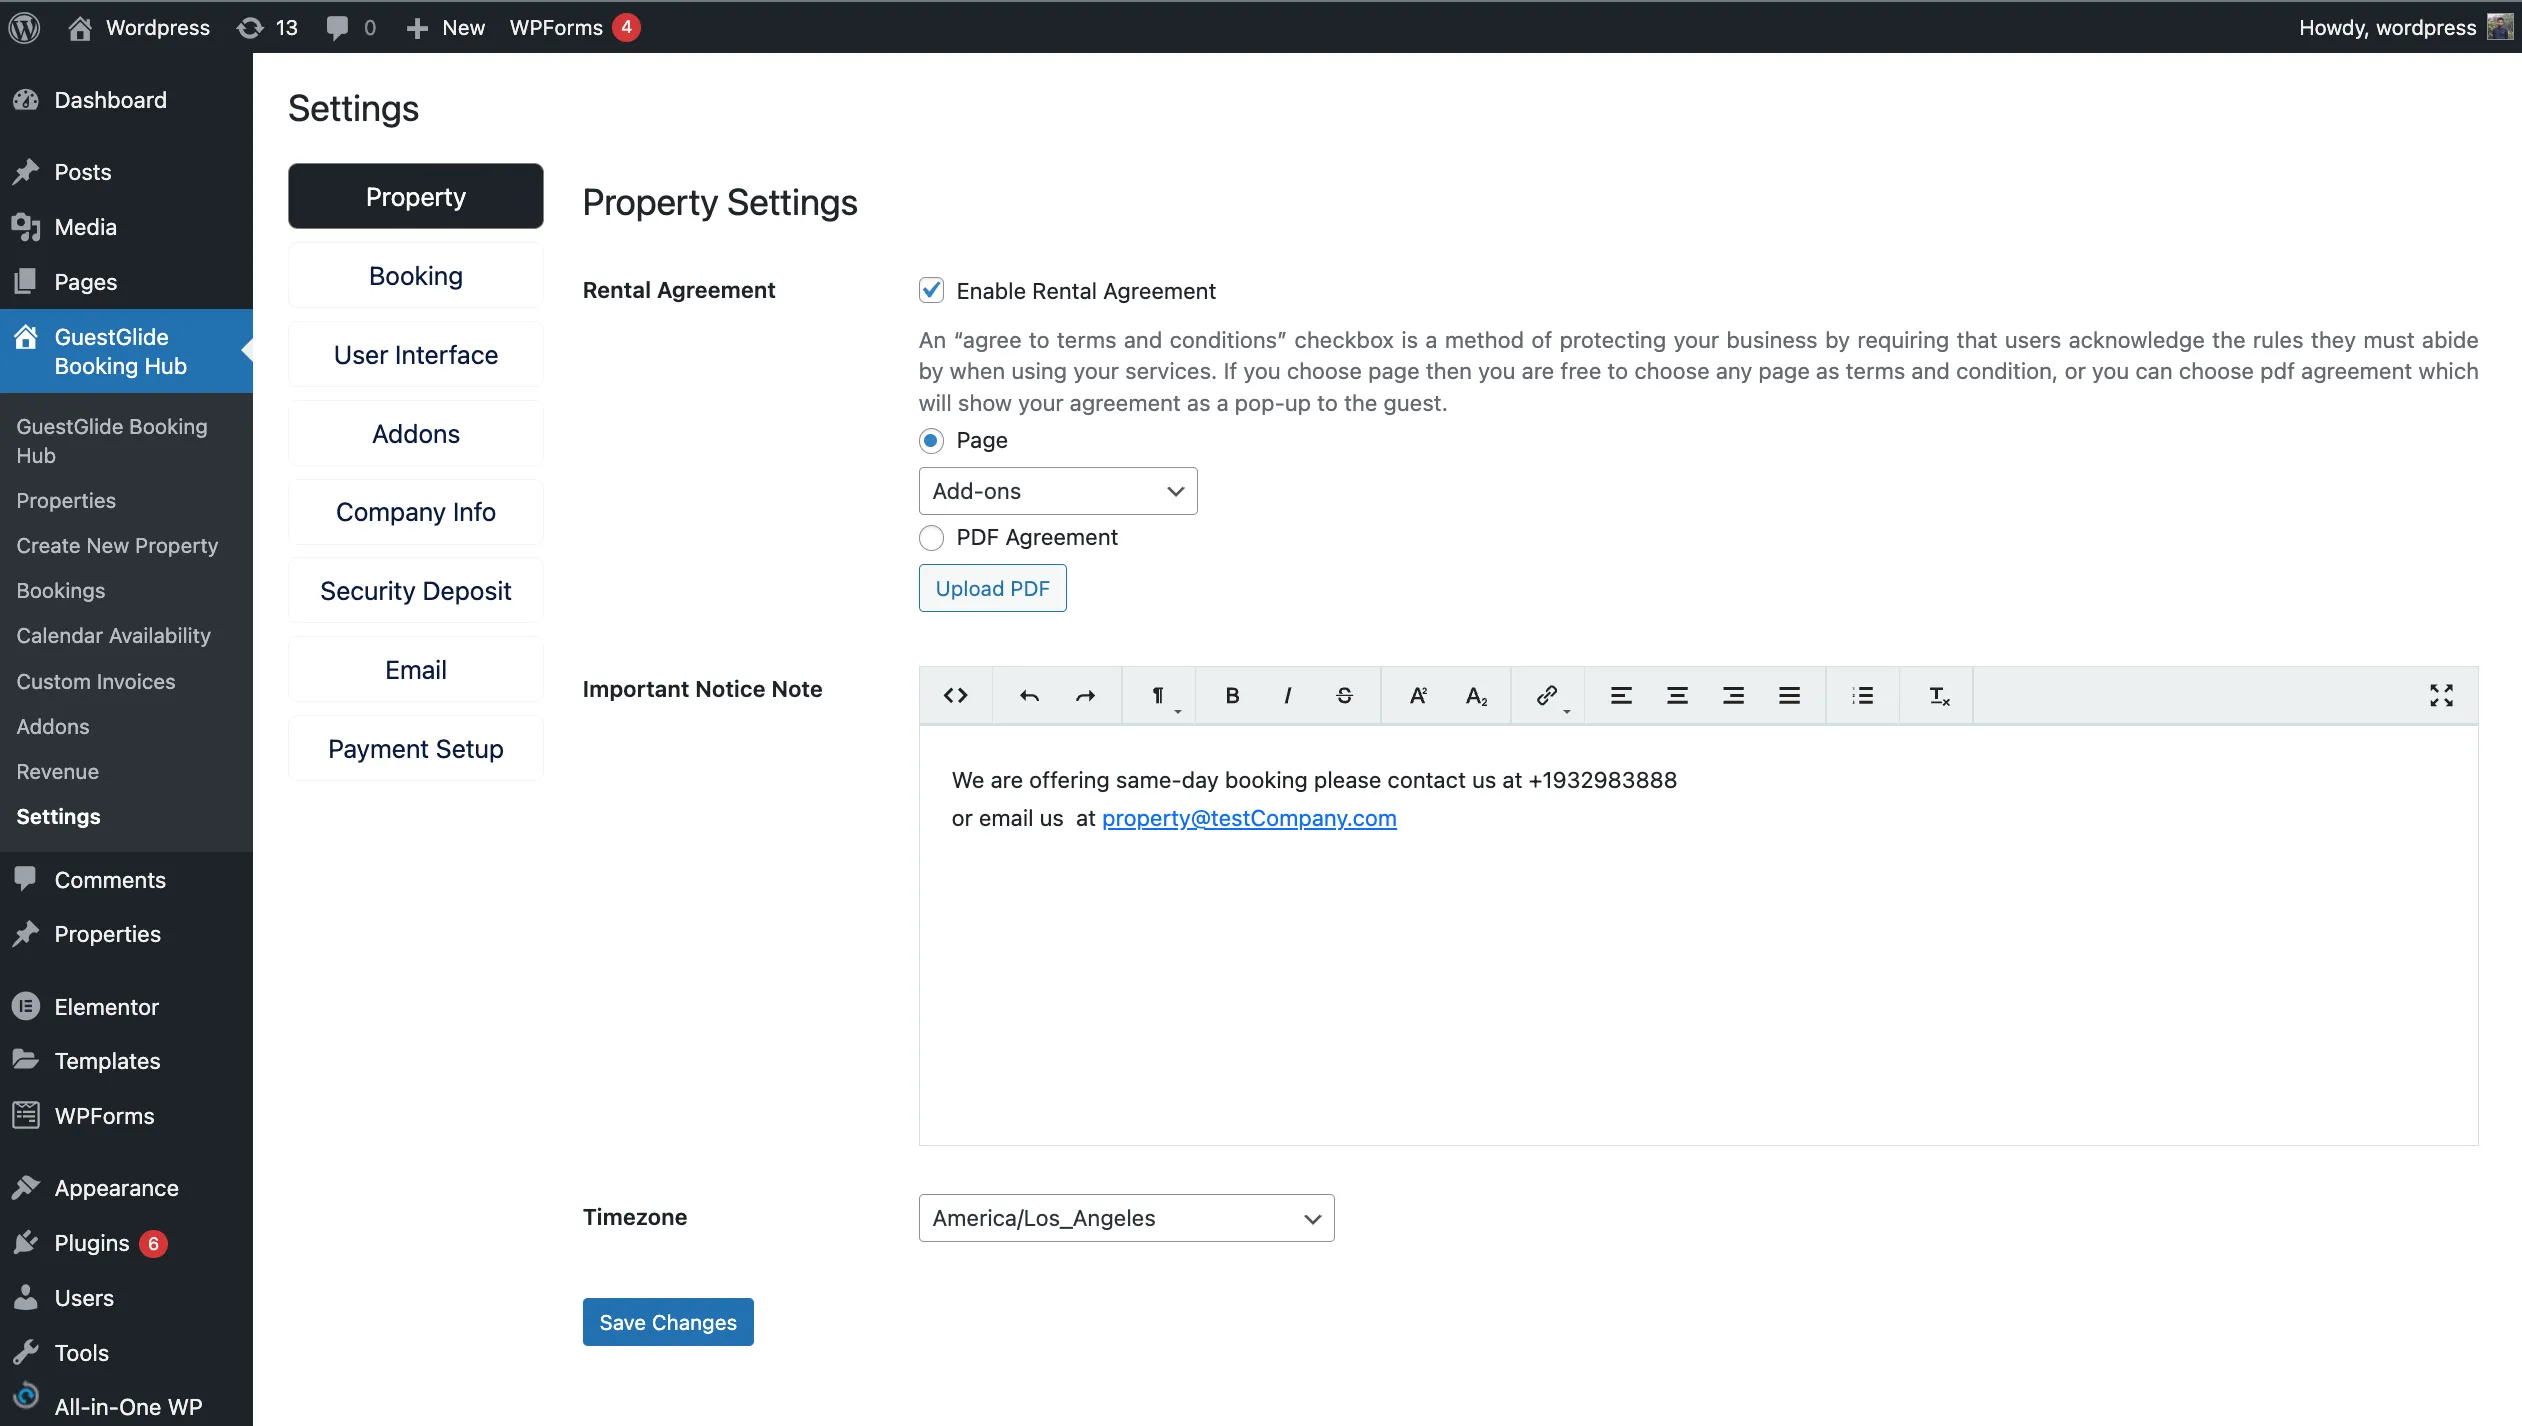 Wordpress
13
0
New
WPForms 4
Howdy, wordpress
Dashboard
Posts
Media
Pages
GuestGlide
Booking Hub
GuestGlide Booking
Hub
Properties
Create New Property
Bookings
Calendar Availability
Custom Invoices
Addons
Revenue
Settings
Comments
Properties
Elementor
Templates
WPForms
Appearance
Plugins 6
Users
Tools
All-in-One WP
Settings
Property
Booking
User Interface
Addons
Company Info
Security Deposit
Email
Payment Setup
Property Settings
Rental Agreement
Enable Rental Agreement
An “agree to terms and conditions” checkbox is a method of protecting your business by requiring that users acknowledge the rules they must abide
by when using your services. If you choose page then you are free to choose any page as terms and condition, or you can choose pdf agreement which
will show your agreement as a pop-up to the guest.
Page
Add-ons
PDF Agreement
Upload PDF
Important Notice Note
We are offering same-day booking please contact us at +1932983888
or email us  at property@testCompany.com
Timezone
America/Los_Angeles
Save Changes